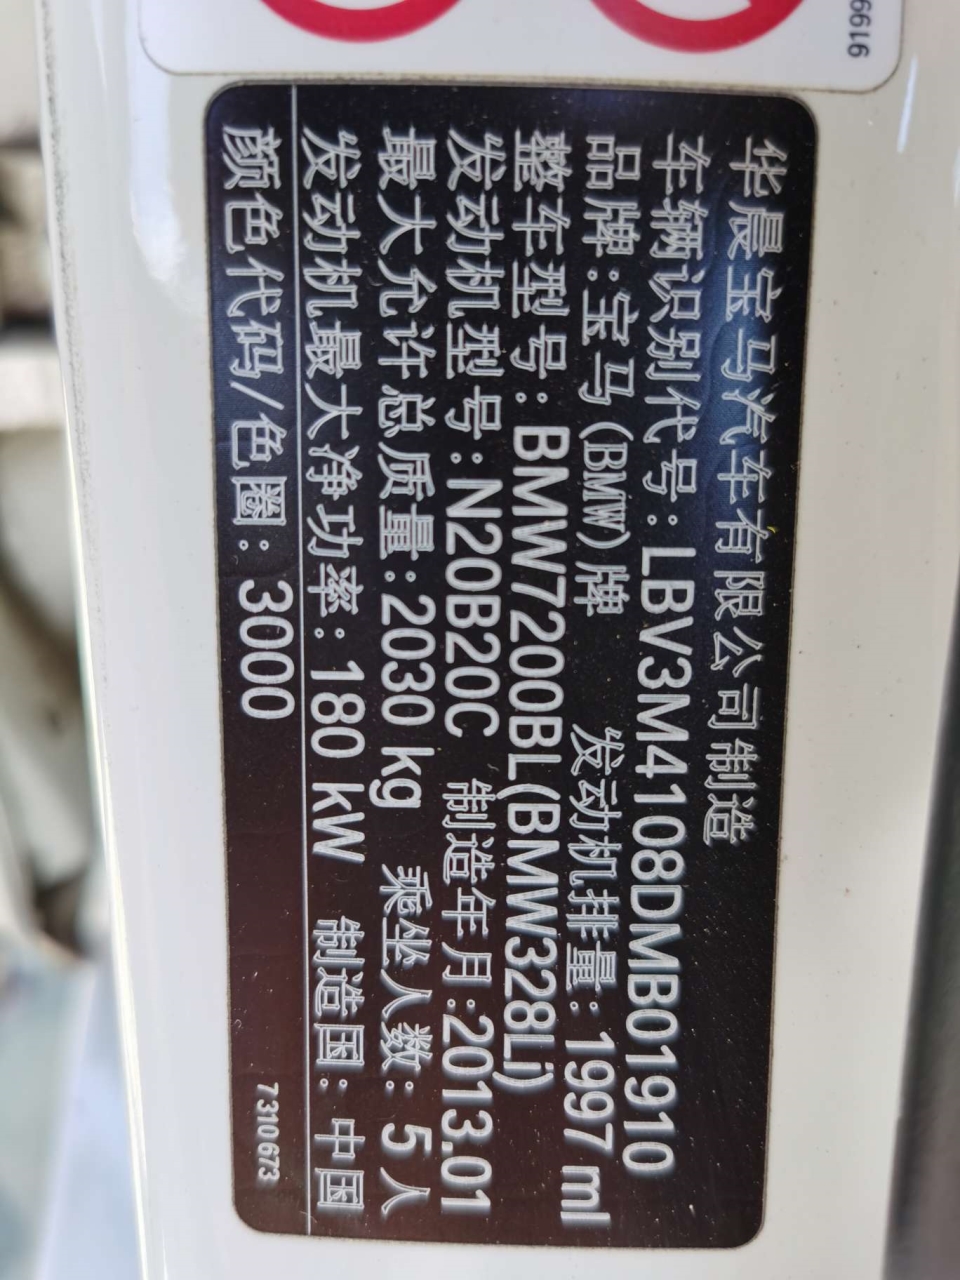 华晨宝马汽车有限公司制造
车辆识别代号:LBV3M4108DMB01910
品牌:宝马(BMW)牌 发动机排量:1997 ml
整车型号:BMW7200BL(BMW328Li)
发动机型号:N20B20C 制造年月:2013.01
最大允许总质量:2030 kg 乘坐人数:5人
发动机最大净功率:180 kW 制造国:中国
颜色代码/色圈:3000
7 310 673